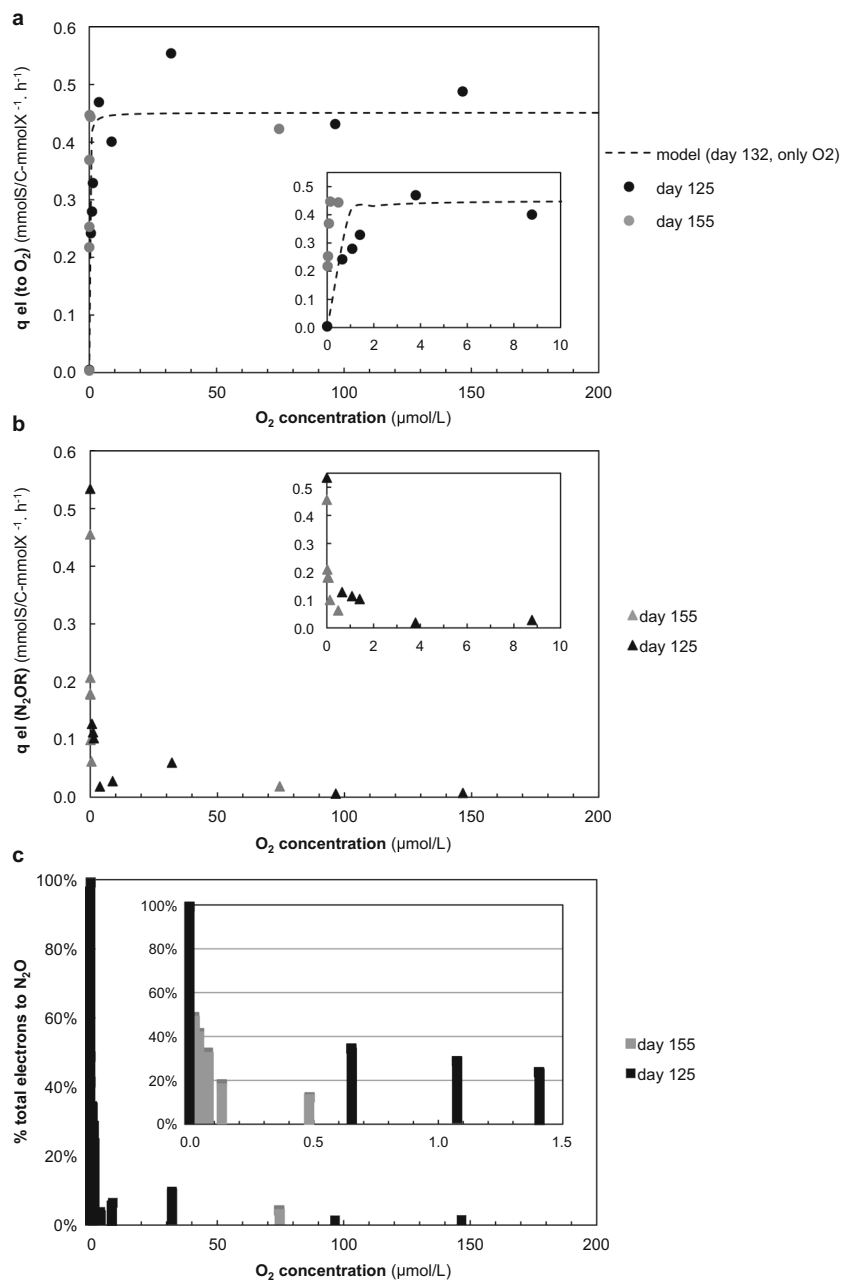 a
0.6
0.5
0.4
0.3
0.2
0.1
0.0
q el (to O₂) (mmolS/C-mmolX ⁻¹. h⁻¹)
0 50 100 150 200
O₂ concentration (µmol/L)
0.5
0.4
0.3
0.2
0.1
0.0
0 2 4 6 8 10
model (day 132, only O2)
day 125
day 155
b
0.6
0.5
0.4
0.3
0.2
0.1
0.0
q el (N₂OR) (mmolS/C-mmolX ⁻¹. h⁻¹)
0 50 100 150 200
O₂ concentration (µmol/L)
0.5
0.4
0.3
0.2
0.1
0.0
0 2 4 6 8 10
day 155
day 125
c
100%
80%
60%
40%
20%
0%
% total electrons to N₂O
0 50 100 150 200
O₂ concentration (µmol/L)
100%
80%
60%
40%
20%
0%
0.0 0.5 1.0 1.5
day 155
day 125